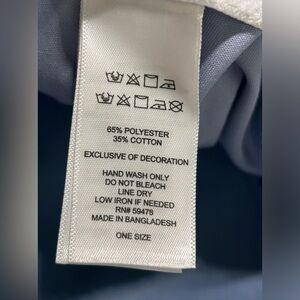 65% POLYESTER
35% COTTON
EXCLUSIVE OF DECORATION
HAND WASH ONLY
DO NOT BLEACH
LINE DRY
LOW IRON IF NEEDED
RN# 59476
MADE IN BANGLADESH
ONE SIZE